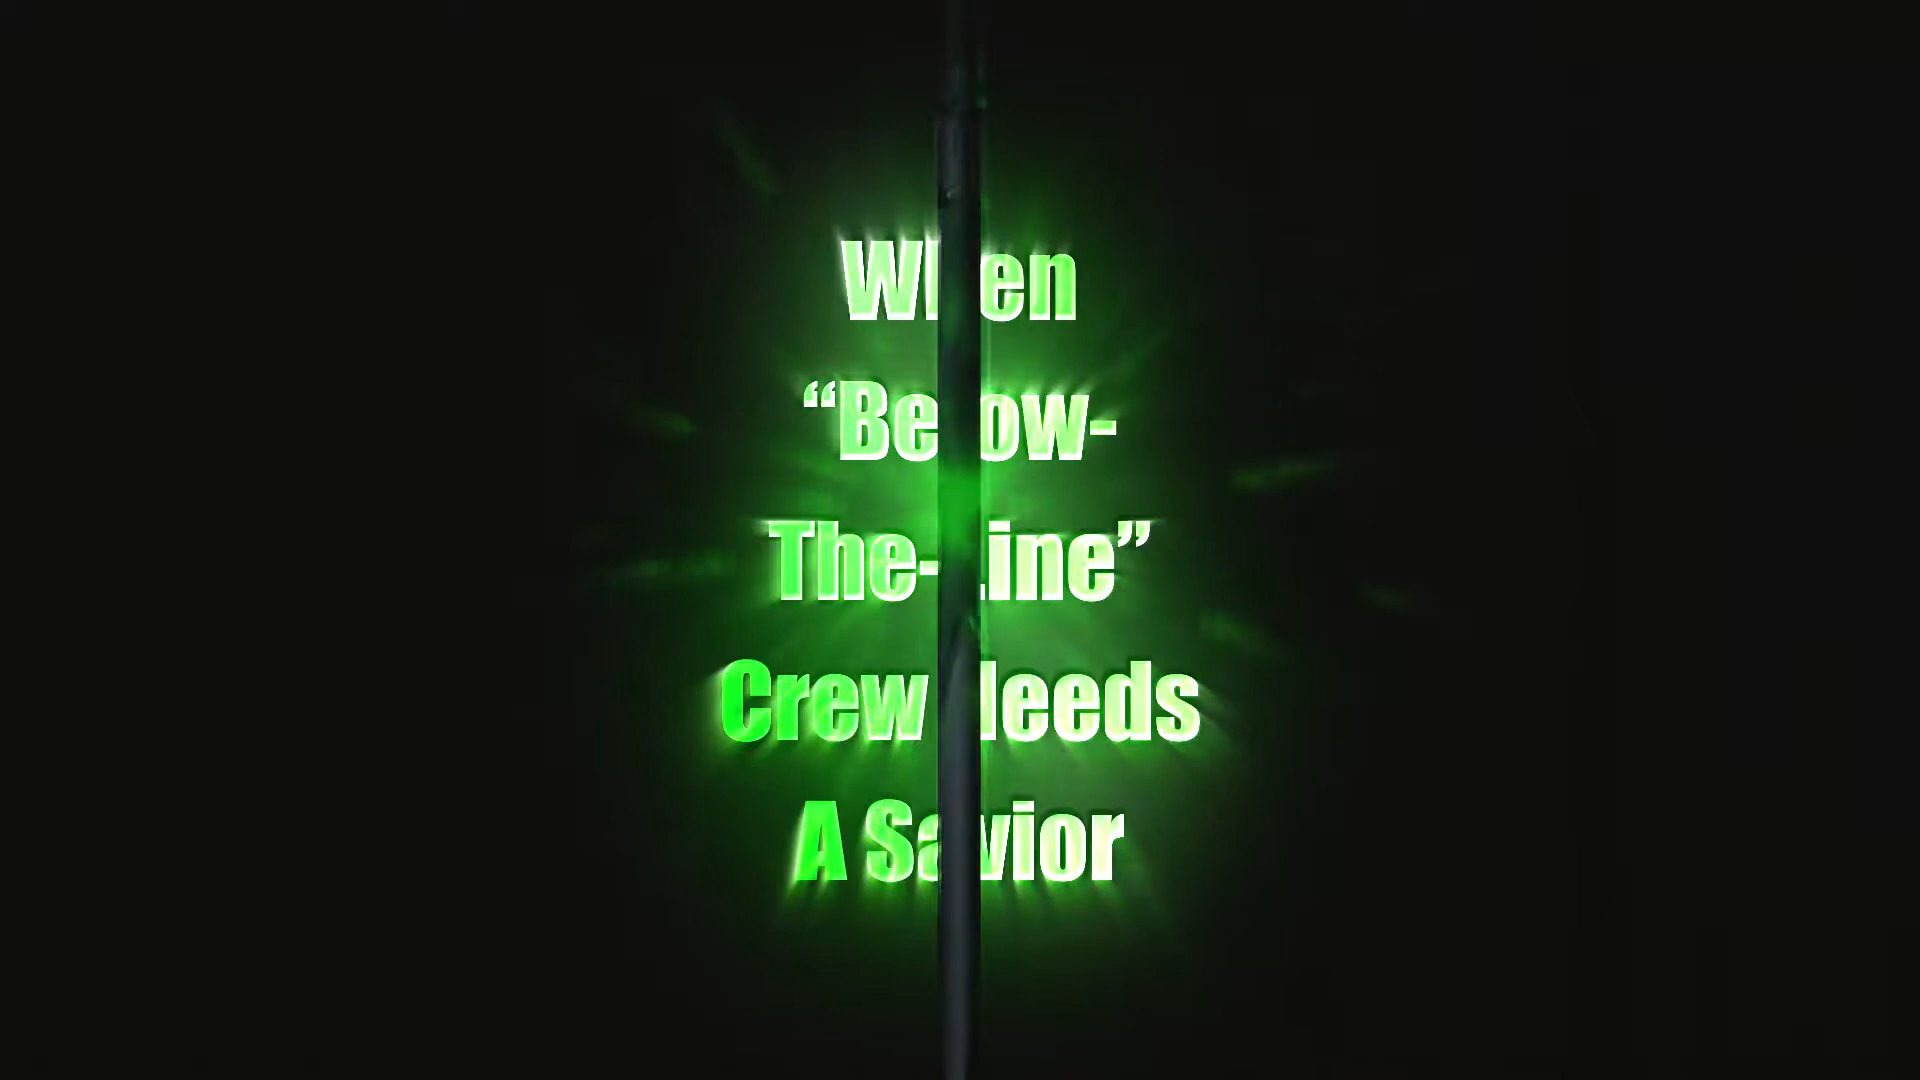 When
“Below-
The-Line”
Crew Needs
A Savior